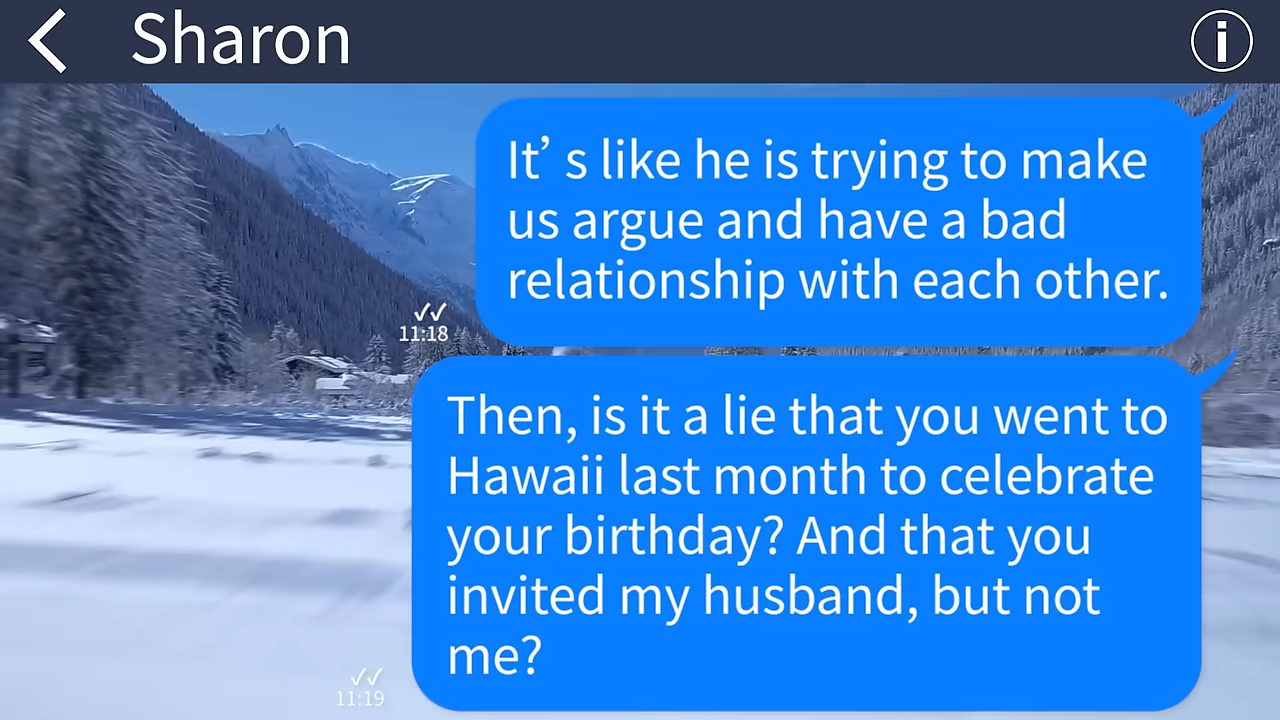 Sharon
It’s like he is trying to make
us argue and have a bad
relationship with each other.
11:18
Then, is it a lie that you went to
Hawaii last month to celebrate
your birthday? And that you
invited my husband, but not
me?
11:19